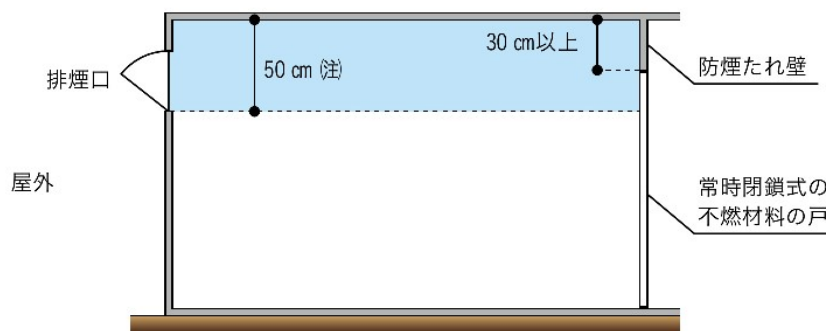 30 cm以上
50 cm ㊟
排煙口
防煙たれ壁
屋外
常時閉鎖式の
不燃材料の戸